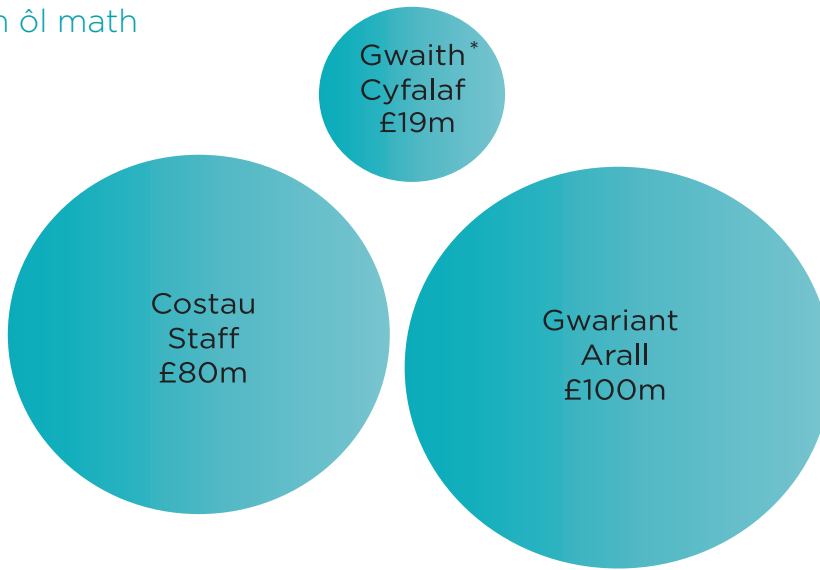 ôl math
Gwaith*
Cyfalaf
£19m
Costau
Staff
£80m
Gwariant
Arall
£100m